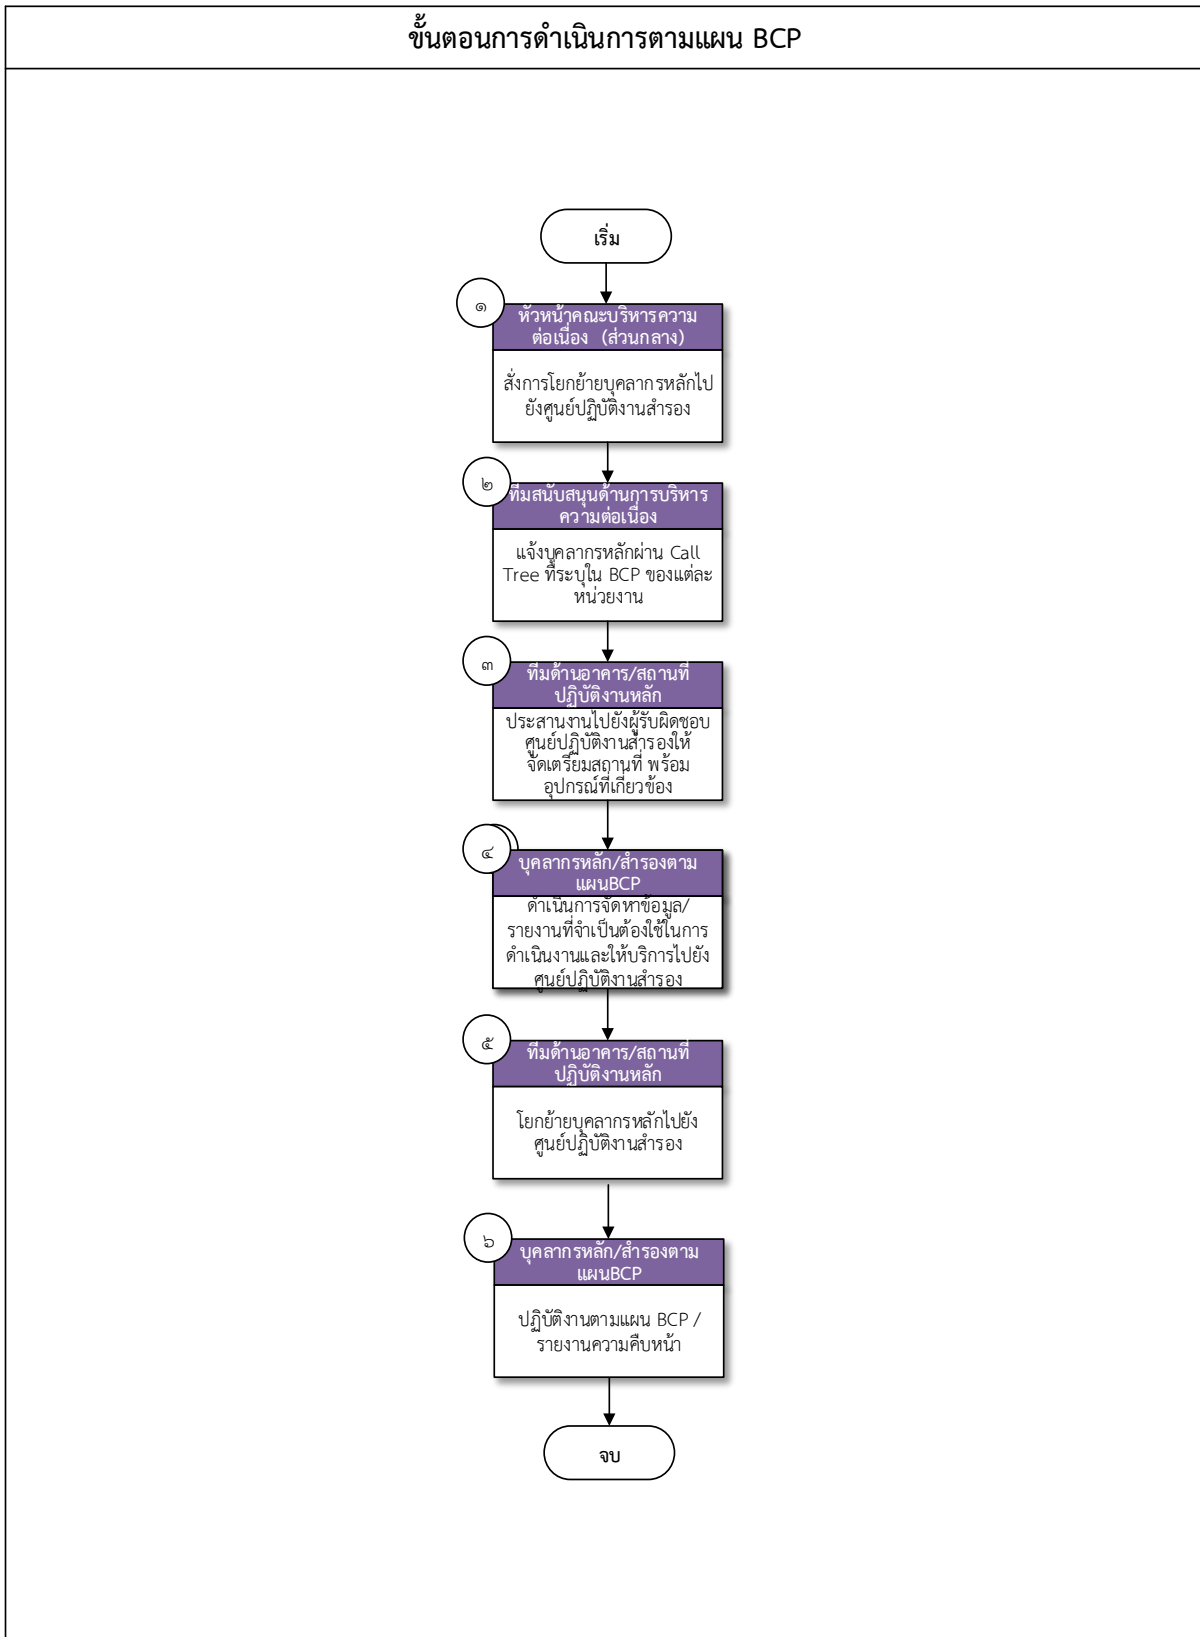 ขั้นตอนการดำเนินการตามแผน BCP
เริ่ม
๑
หัวหน้าคณะบริหารความ
ต่อเนื่อง (ส่วนกลาง)
สั่งการโยกย้ายบุคลากรหลักไป
ยังศูนย์ปฏิบัติงานสำรอง
๒
ทีมสนับสนุนด้านการบริหาร
ความต่อเนื่อง
แจ้งบุคลากรหลักผ่าน Call
Tree ที่ระบุใน BCP ของแต่ละ
หน่วยงาน
๓
ทีมด้านอาคาร/สถานที่
ปฏิบัติงานหลัก
ประสานงานไปยังผู้รับผิดชอบ
ศูนย์ปฏิบัติงานสำรองให้
จัดเตรียมสถานที่ พร้อม
อุปกรณ์ที่เกี่ยวข้อง
๔
บุคลากรหลัก/สำรองตาม
แผนBCP
ดำเนินการจัดหาข้อมูล/
รายงานที่จำเป็นต้องใช้ในการ
ดำเนินงานและให้บริการไปยัง
ศูนย์ปฏิบัติงานสำรอง
๕
ทีมด้านอาคาร/สถานที่
ปฏิบัติงานหลัก
โยกย้ายบุคลากรหลักไปยัง
ศูนย์ปฏิบัติงานสำรอง
๖
บุคลากรหลัก/สำรองตาม
แผนBCP
ปฏิบัติงานตามแผน BCP /
รายงานความคืบหน้า
จบ